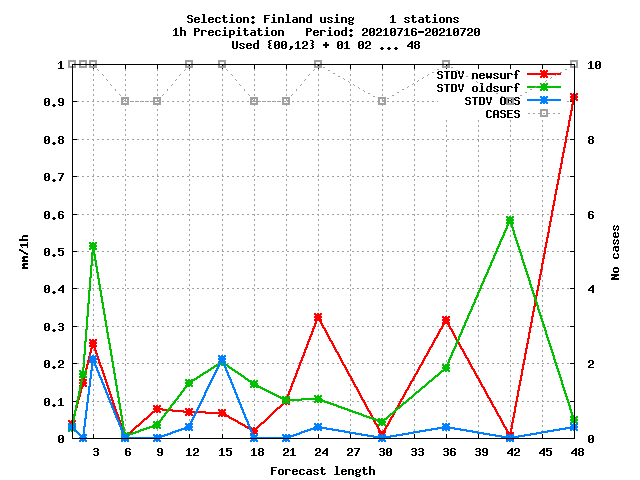 Selection: Finland using 1 stations
1h Precipitation Period: 20210716-20210720
Used {00,12} + 01 02 ... 48
STDV newsurf
STDV oldsurf
STDV OBS
CASES
1
0.9
0.8
0.7
0.6
0.5
0.4
0.3
0.2
0.1
0
mm/1h
10
8
6
4
2
0
No cases
3 6 9 12 15 18 21 24 27 30 33 36 39 42 45 48
Forecast length